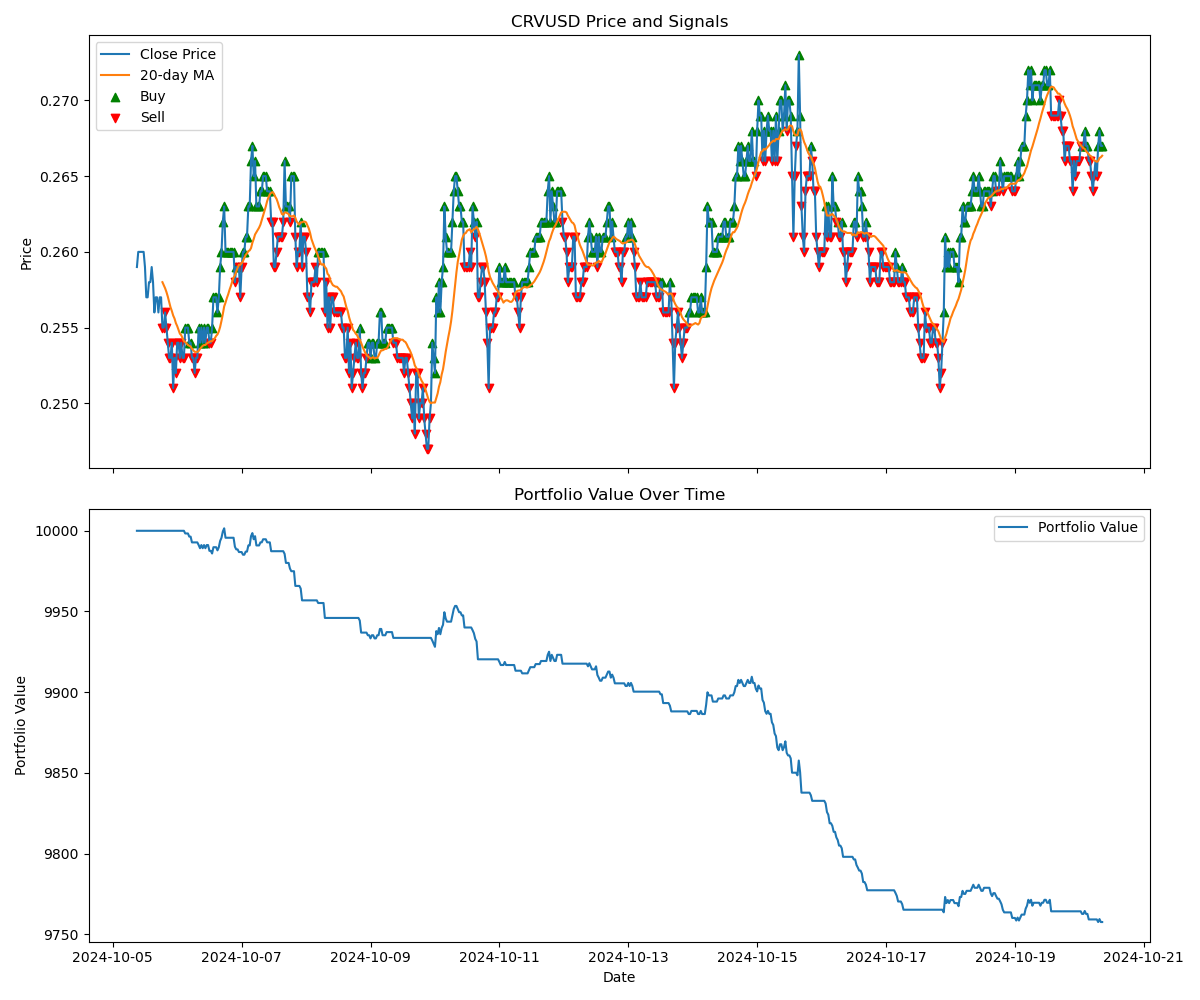 CRVUSD Price and Signals
Close Price
20-day MA
Buy
Sell
0.270
0.265
0.260
0.255
0.250
Price
Portfolio Value Over Time
Portfolio Value
10000
9950
9900
9850
9800
9750
Portfolio Value
2024-10-05 2024-10-07 2024-10-09 2024-10-11 2024-10-13 2024-10-15 2024-10-17 2024-10-19 2024-10-21
Date